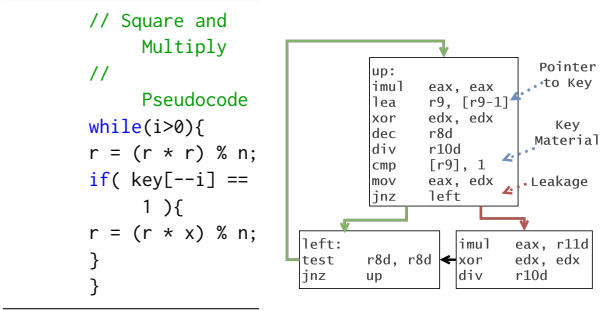 // Square and
Multiply
//
Pseudocode
while(i>0){
r = (r * r) % n;
if( key[--i] ==
1 ){
r = (r * x) % n;
}
}
up:
imul eax, eax
lea r9, [r9-1]
xor edx, edx
dec r8d
div r10d
cmp [r9], 1
mov eax, edx
jnz left
Pointer
to Key
Key
Material
Leakage
left:
test r8d, r8d
jnz up
imul eax, r11d
xor edx, edx
div r10d